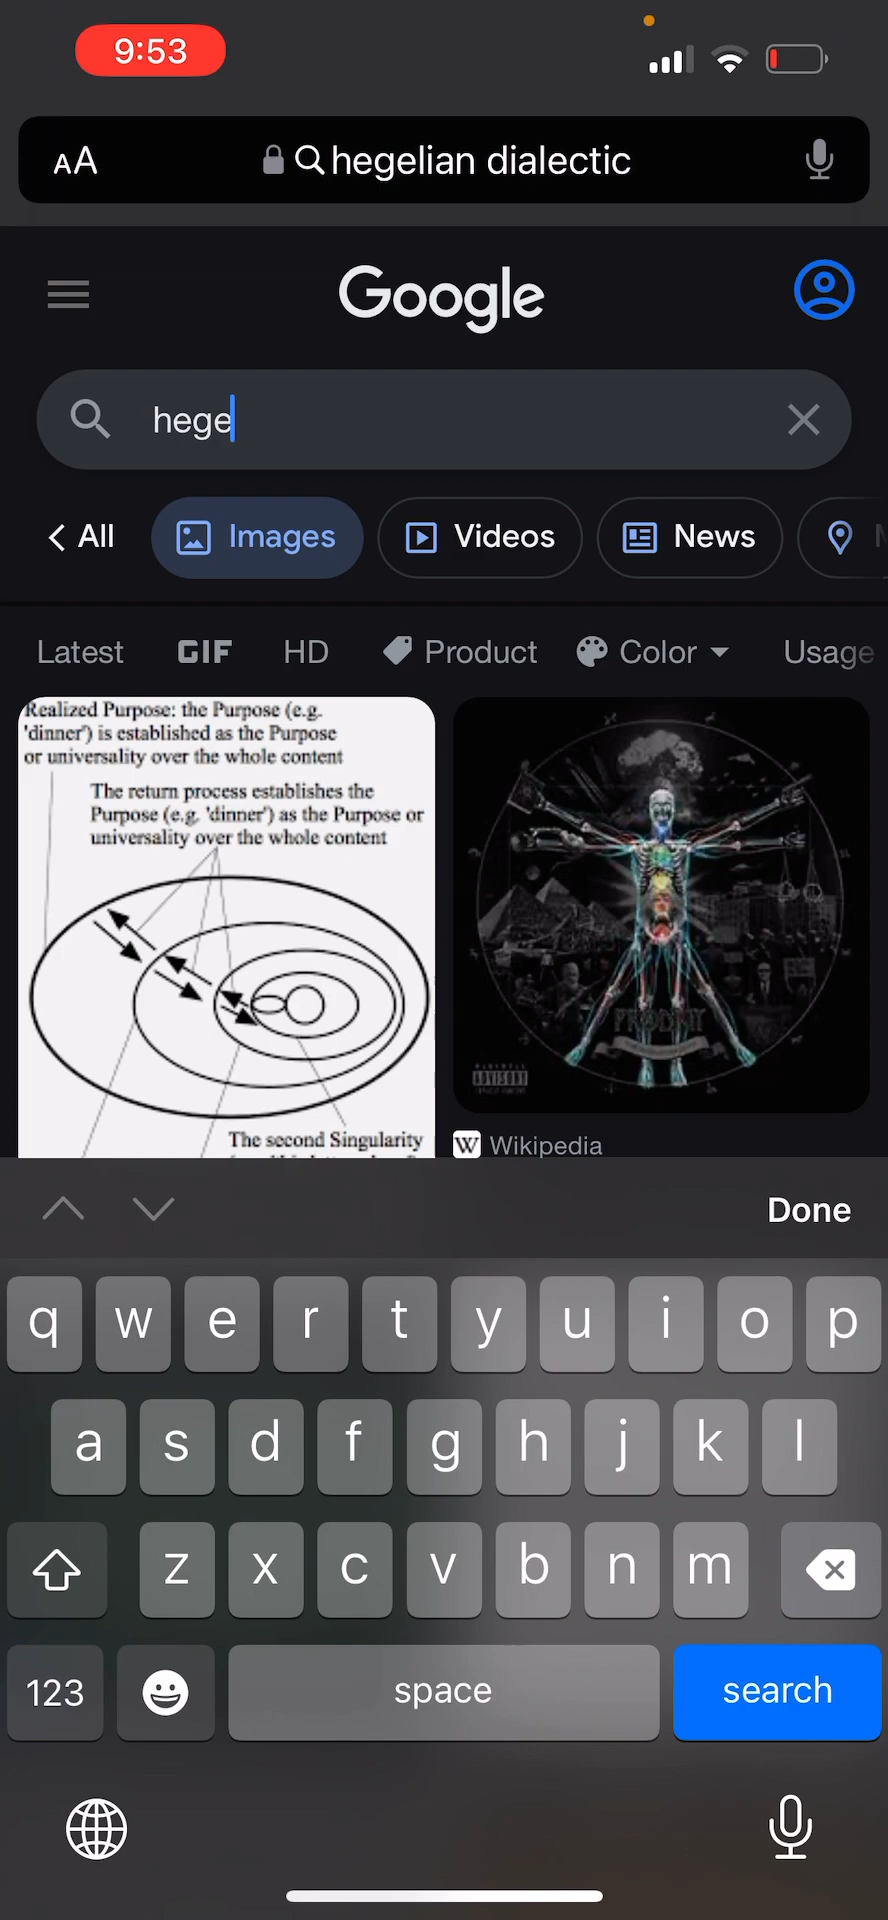 9:53
AA hegelian dialectic
Google
hege
All Images Videos News
Latest GIF HD Product Color Usage
Realized Purpose: the Purpose (e.g.
'dinner') is established as the Purpose
or universality over the whole content
The return process establishes the
Purpose (e.g. 'dinner') as the Purpose or
universality over the whole content
The second Singularity
PRODIGY
ADVISORY
W Wikipedia
Done
q w e r t y u i o p
a s d f g h j k l
z x c v b n m
123 space search